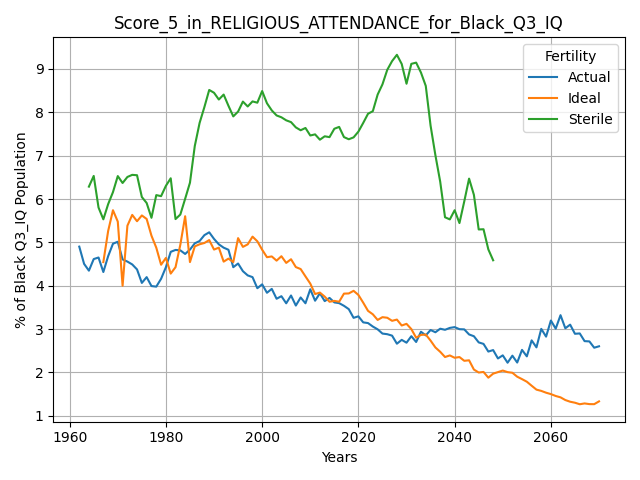 Score_5_in_RELIGIOUS_ATTENDANCE_for_Black_Q3_IQ
Fertility
Actual
Ideal
Sterile
% of Black Q3_IQ Population
9
8
7
6
5
4
3
2
1
1960
1980
2000
2020
2040
2060
Years